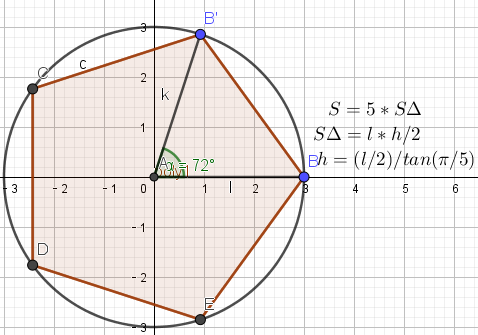 3
B'
C
c
2
k
S = 5 * SΔ
1
SΔ = l * h/2
α = 72°
B
h = (l/2)/tan(π/5)
A
-3 -2 -1 0 1 l 2 3 4 5 6
-1
D
-2
E
-3